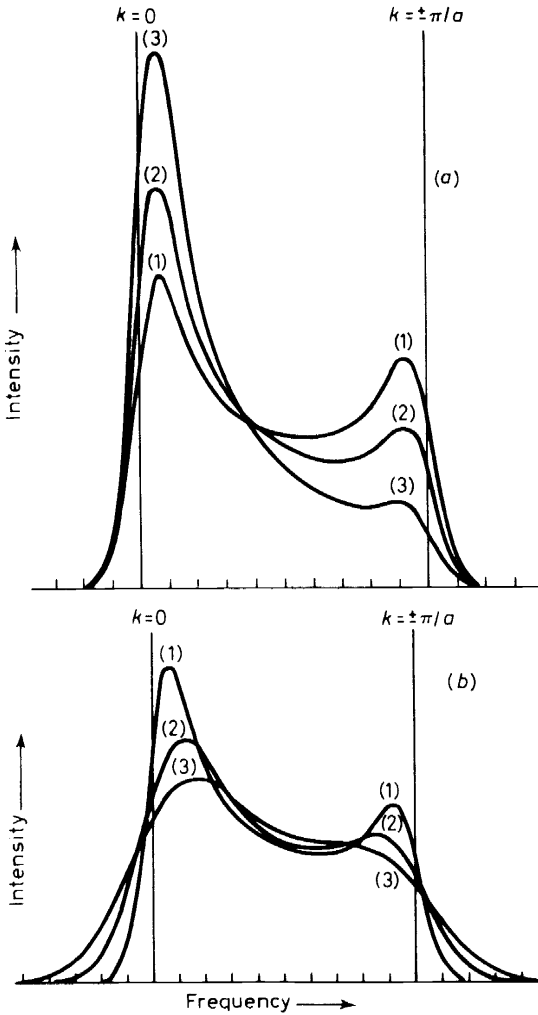 k=0
k=±π/a
(3)
(a)
(2)
(1)
(1)
(2)
(3)
Intensity
k=0
k=±π/a
(b)
(1)
(2)
(3)
(1)
(2)
(3)
Intensity
Frequency